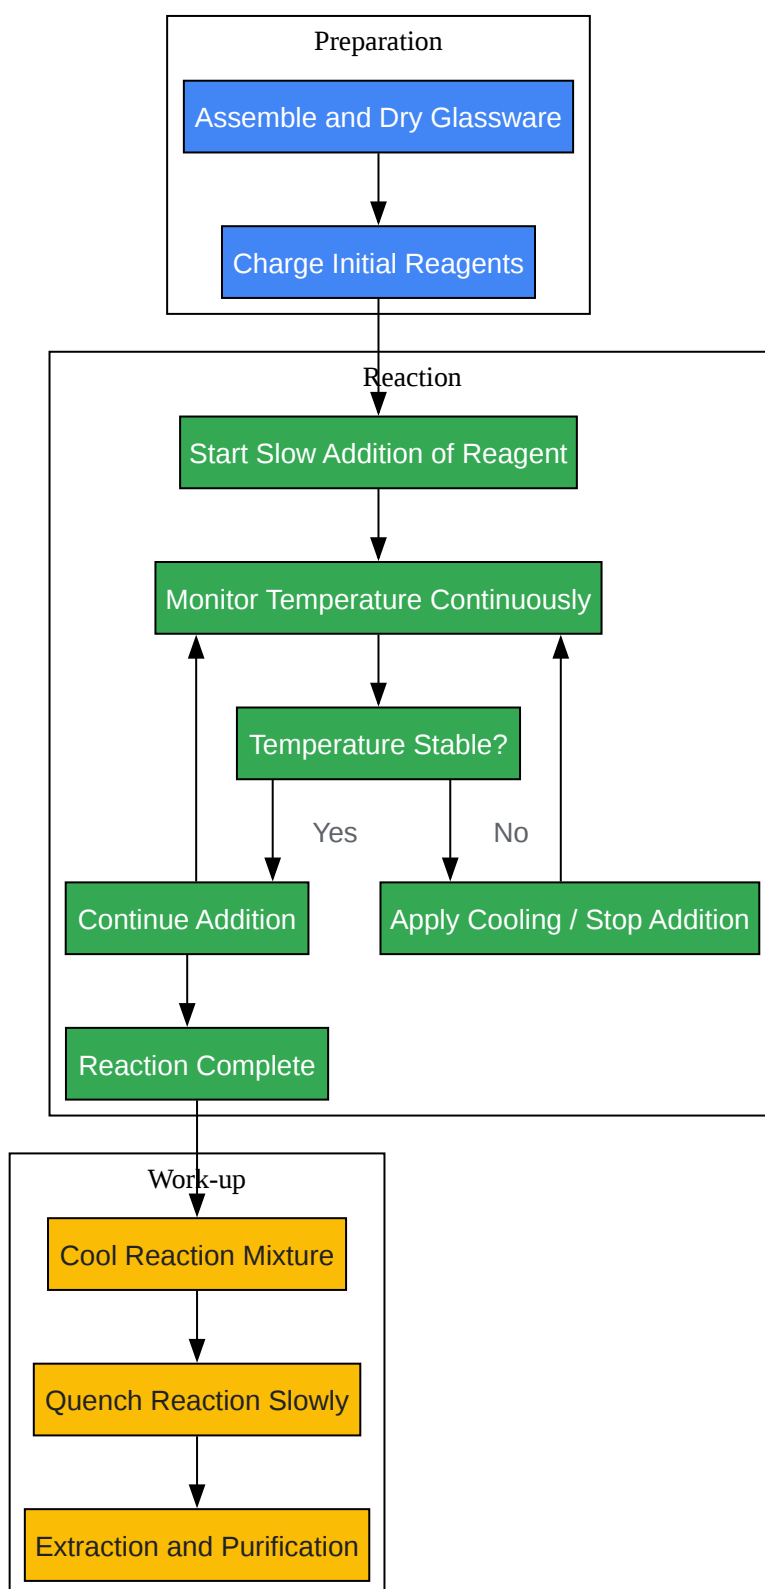 Preparation
Assemble and Dry Glassware
Charge Initial Reagents
Reaction
Start Slow Addition of Reagent
Monitor Temperature Continuously
Temperature Stable?
Yes
No
Continue Addition
Apply Cooling / Stop Addition
Reaction Complete
Work-up
Cool Reaction Mixture
Quench Reaction Slowly
Extraction and Purification